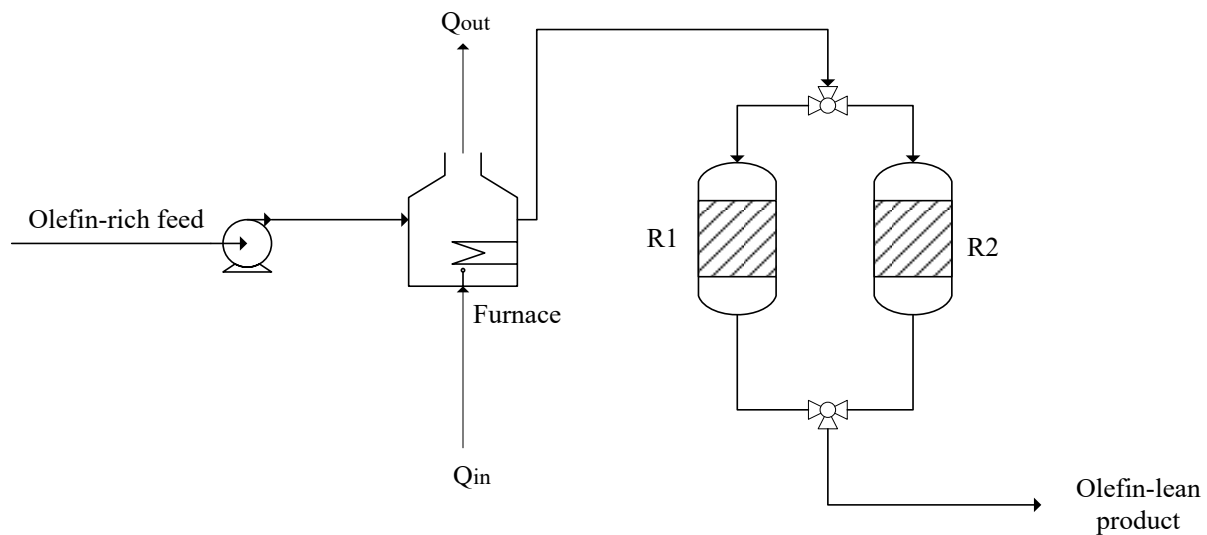 Qout
Olefin-rich feed
R1
R2
Furnace
Qin
Olefin-lean
product